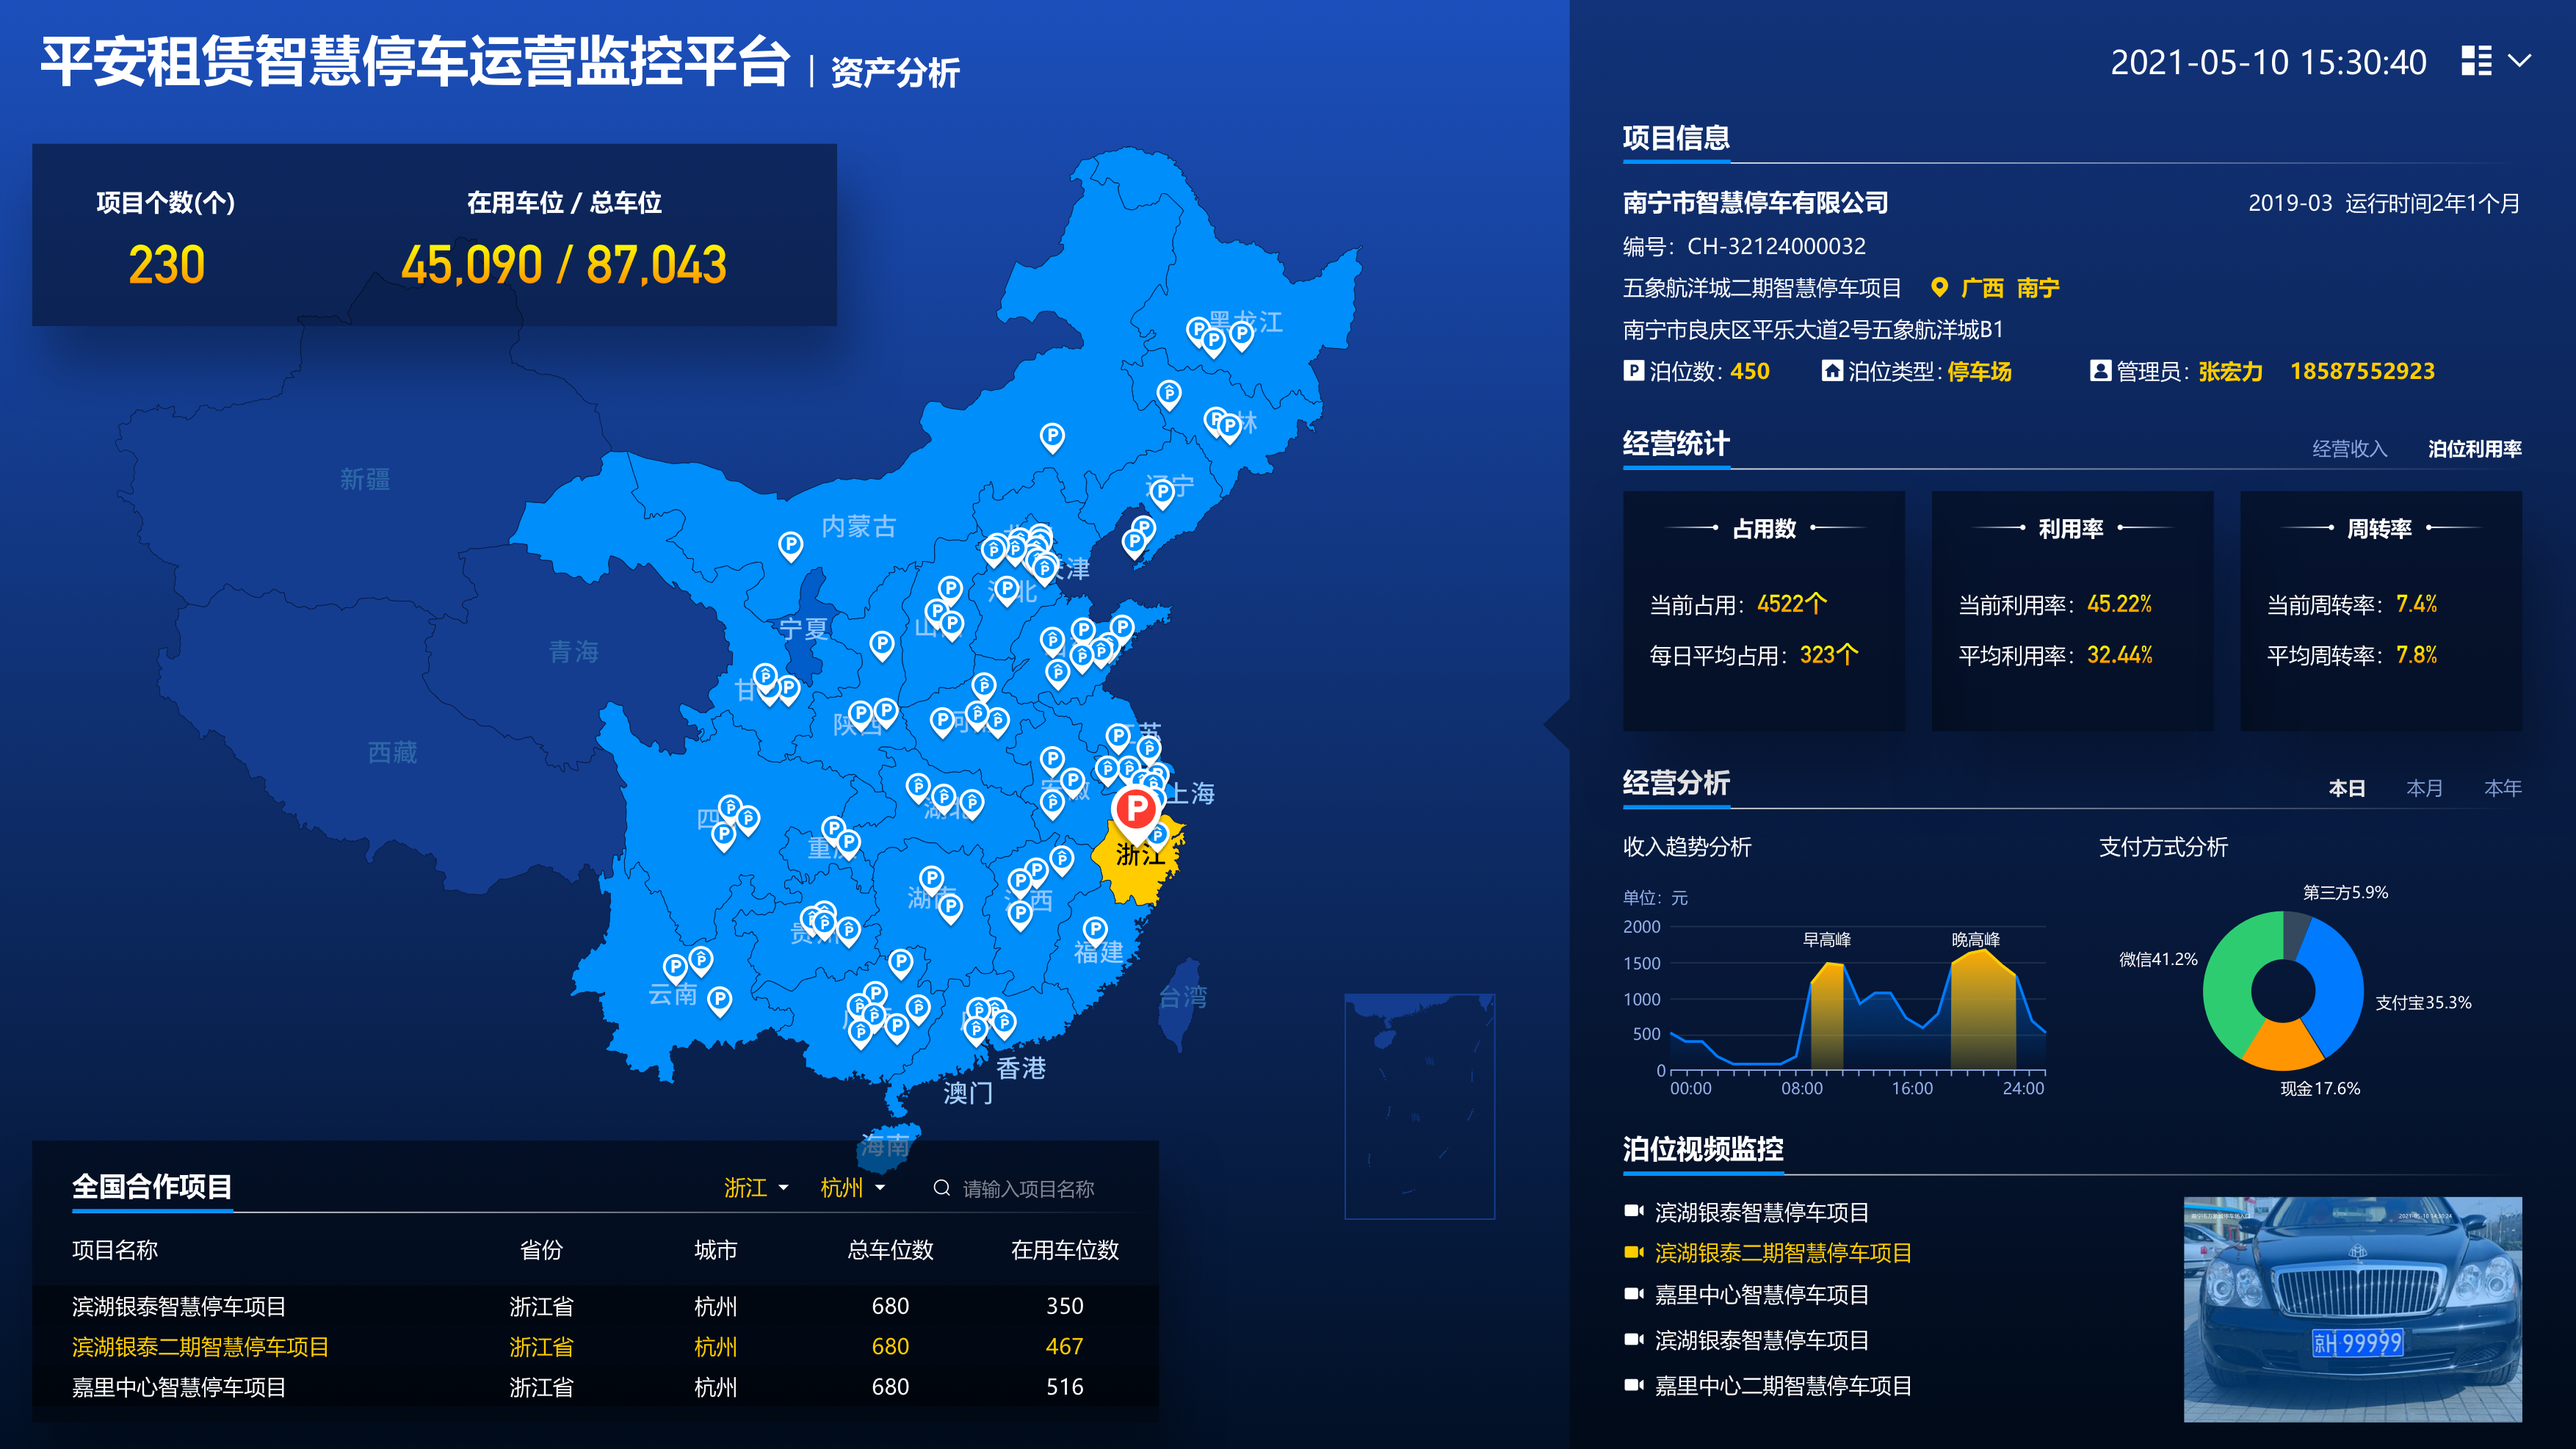 平安租赁智慧停车运营监控平台 | 资产分析
2021-05-10 15:30:40
项目个数(个)
230
在用车位 / 总车位
45,090 / 87,043
黑龙江
林
辽宁
新疆
内蒙古
天津
河北
宁夏
青海
山
甘
陕西
河南
西藏
江苏
安徽
上海
四
湖北
重庆
浙江
湖南
江西
贵州
福建
云南
台湾
广
香港
澳门
海南
全国合作项目
浙江
杭州
请输入项目名称
项目名称 省份 城市 总车位数 在用车位数
滨湖银泰智慧停车项目 浙江省 杭州 680 350
滨湖银泰二期智慧停车项目 浙江省 杭州 680 467
嘉里中心智慧停车项目 浙江省 杭州 680 516
项目信息
南宁市智慧停车有限公司 2019-03 运行时间2年1个月
编号：CH-32124000032
五象航洋城二期智慧停车项目 广西 南宁
南宁市良庆区平乐大道2号五象航洋城B1
泊位数：450 泊位类型：停车场 管理员：张宏力 18587552923
经营统计
经营收入 泊位利用率
占用数
当前占用：4522个
每日平均占用：323个
利用率
当前利用率：45.22%
平均利用率：32.44%
周转率
当前周转率：7.4%
平均周转率：7.8%
经营分析
本日 本月 本年
收入趋势分析
单位：元
2000
1500
1000
500
0
早高峰
晚高峰
00:00 08:00 16:00 24:00
支付方式分析
第三方5.9%
微信41.2%
支付宝35.3%
现金17.6%
泊位视频监控
滨湖银泰智慧停车项目
滨湖银泰二期智慧停车项目
嘉里中心智慧停车项目
滨湖银泰智慧停车项目
嘉里中心二期智慧停车项目
京H·99999